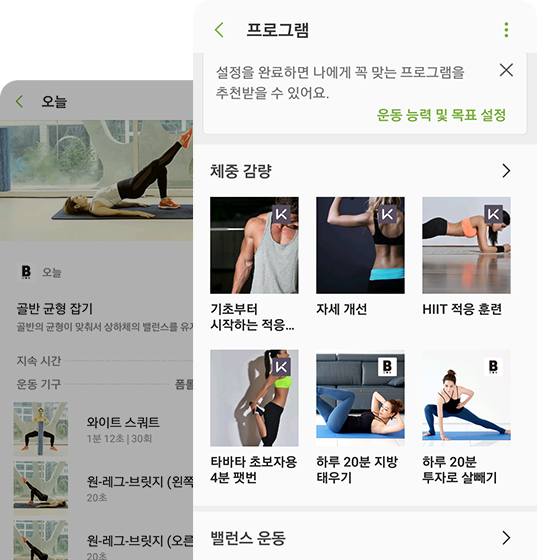 오늘
B
오늘
골반 균형 잡기
골반의 균형이 맞춰서 상하체의 밸런스를 유지
지속 시간
운동 기구
폼롤
와이드 스쿼트
1분 12초 | 30회
원-레그-브릿지 (왼쪽
20초
원-레그-브릿지 (오른
20초
프로그램
설정을 완료하면 나에게 꼭 맞는 프로그램을
추천받을 수 있어요.
운동 능력 및 목표 설정
체중 감량
K
K
K
기초부터
시작하는 적응...
자세 개선
HIIT 적응 훈련
K
B
B
타바타 초보자용
4분 팻번
하루 20분 지방
태우기
하루 20분
투자로 살빼기
밸런스 운동